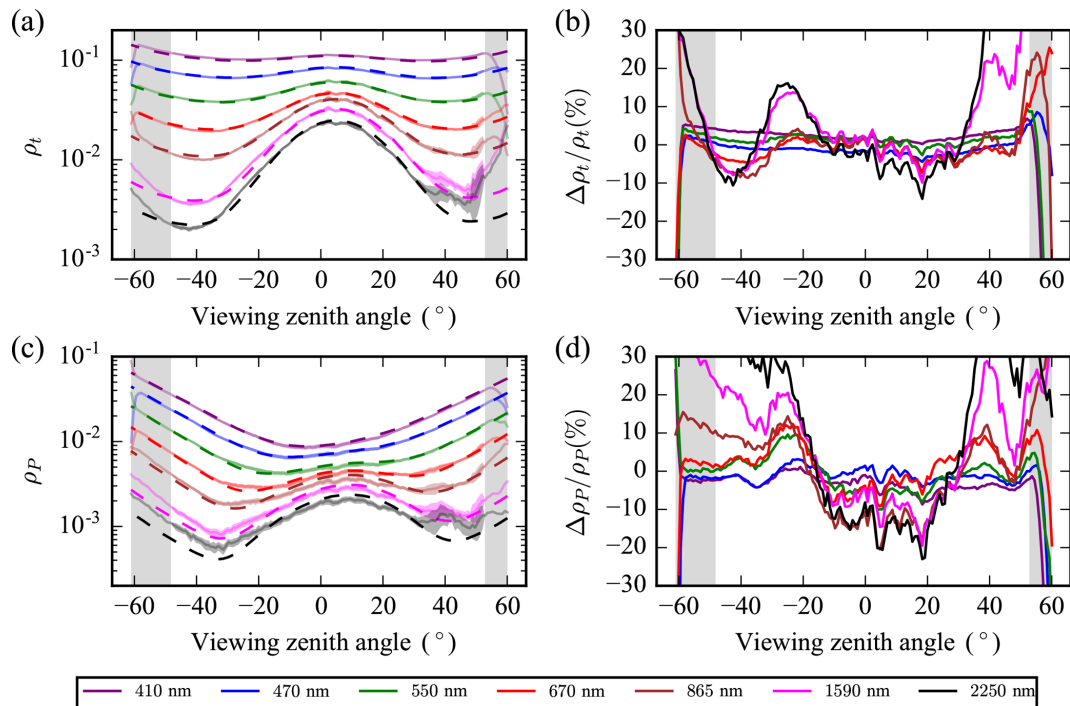 (a)
10⁻¹
10⁻²
10⁻³
ρₜ
−60 −40 −20 0 20 40 60
Viewing zenith angle (°)
(b)
30
20
10
0
−10
−20
−30
Δρₜ/ρₜ(%)
−60 −40 −20 0 20 40 60
Viewing zenith angle (°)
(c)
10⁻¹
10⁻²
10⁻³
ρ_P
−60 −40 −20 0 20 40 60
Viewing zenith angle (°)
(d)
30
20
10
0
−10
−20
−30
Δρ_P/ρ_P(%)
−60 −40 −20 0 20 40 60
Viewing zenith angle (°)
410 nm 470 nm 550 nm 670 nm 865 nm 1590 nm 2250 nm